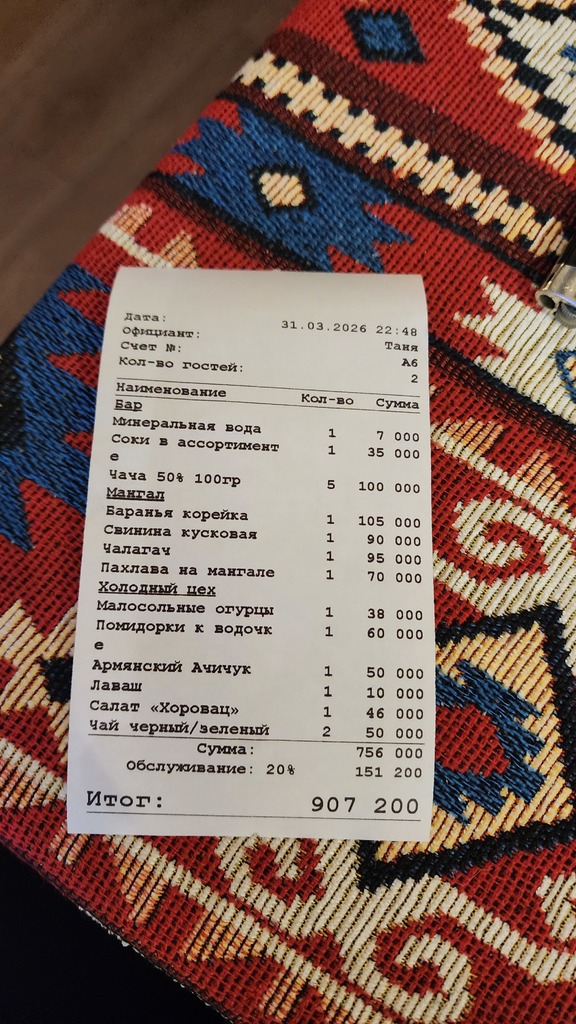 Дата: 31.03.2026 22:48
Официант: Таня
Счет №: А6
Кол-во гостей: 2
Наименование Кол-во Сумма
Бар
Минеральная вода 1 7 000
Соки в ассортимент 1 35 000
е
Чача 50% 100гр 5 100 000
Мангал
Баранья корейка 1 105 000
Свинина кусковая 1 90 000
Чалагач 1 95 000
Пахлава на мангале 1 70 000
Холодный цех
Малосольные огурцы 1 38 000
Помидорки к водочк 1 60 000
е
Армянский Ачичук 1 50 000
Лаваш 1 10 000
Салат «Хоровац» 1 46 000
Чай черный/зеленый 2 50 000
Сумма: 756 000
Обслуживание: 20% 151 200
Итог: 907 200